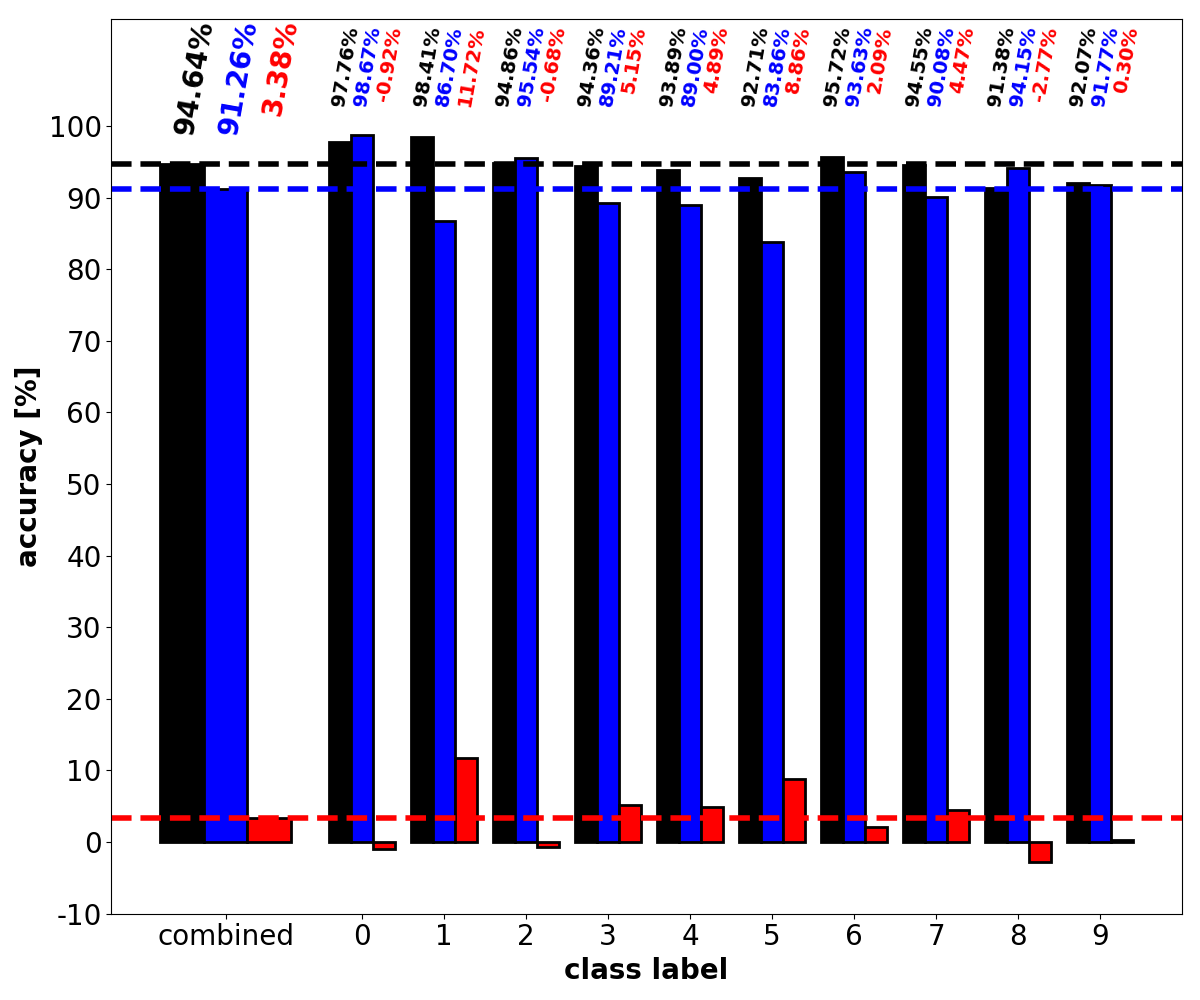 94.64% 91.26% 3.38%
97.76% 98.67% -0.92%
98.41% 86.70% 11.72%
94.86% 95.54% -0.68%
94.36% 89.21% 5.15%
93.89% 89.00% 4.89%
92.71% 83.86% 8.86%
95.72% 93.63% 2.09%
94.55% 90.08% 4.47%
91.38% 94.15% -2.77%
92.07% 91.77% 0.30%
100
90
80
70
60
50
40
30
20
10
0
-10
accuracy [%]
combined 0 1 2 3 4 5 6 7 8 9
class label